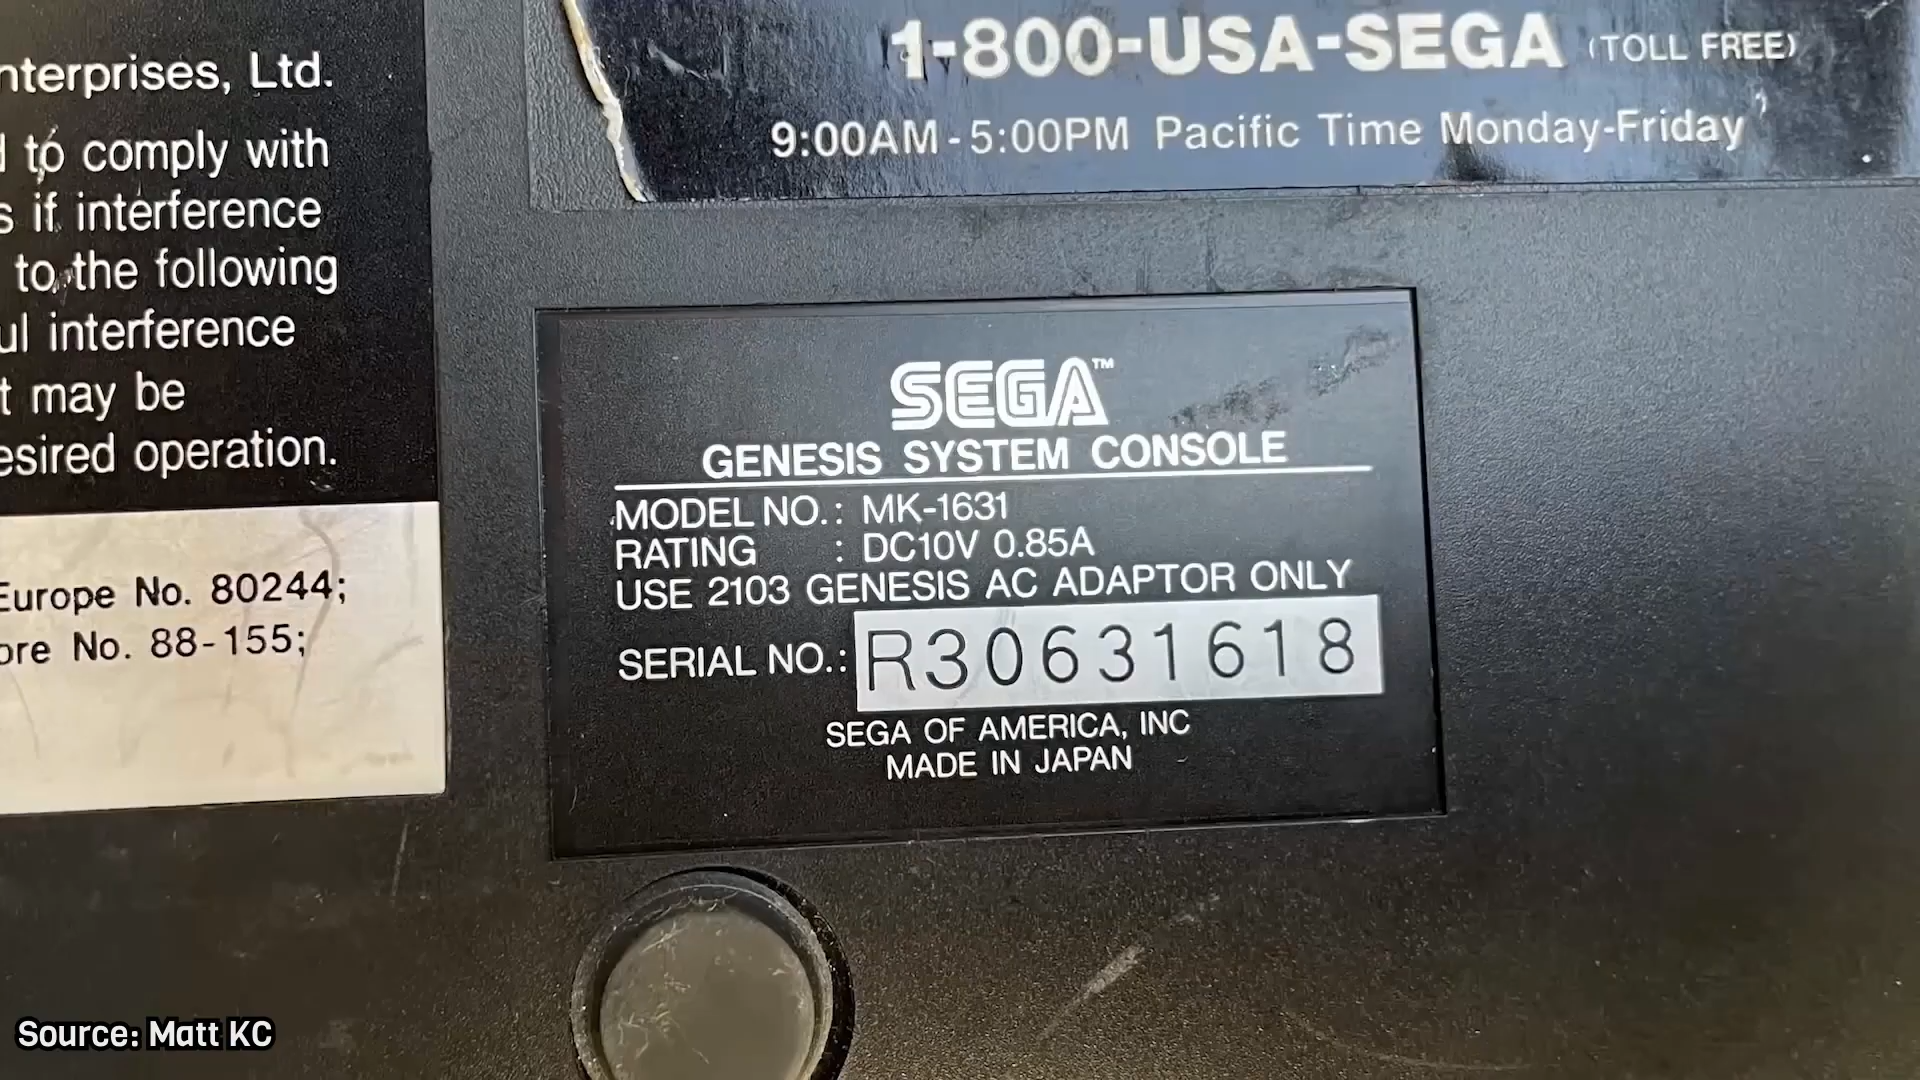 nterprises, Ltd.
to comply with
s if interference
to the following
ul interference
t may be
esired operation.
Europe No. 80244;
ore No. 88-155;
1-800-USA-SEGA (TOLL FREE)
9:00AM-5:00PM Pacific Time Monday-Friday
SEGA™
GENESIS SYSTEM CONSOLE
MODEL NO.: MK-1631
RATING : DC10V 0.85A
USE 2103 GENESIS AC ADAPTOR ONLY
SERIAL NO.: R30631618
SEGA OF AMERICA, INC
MADE IN JAPAN
Source: Matt KC